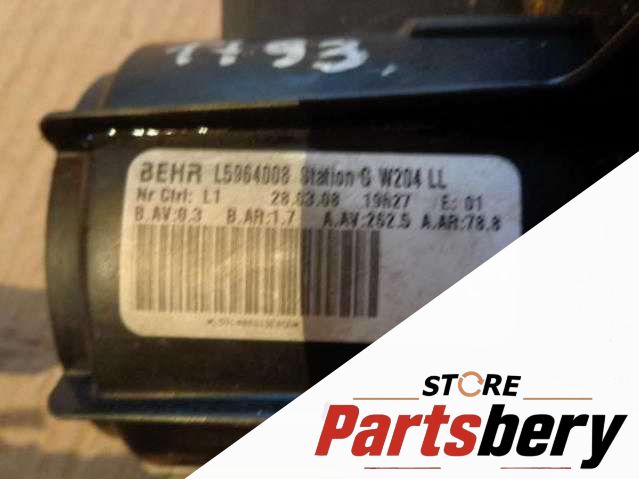 1793,
BEHR L5964008 Station G W204 LL
Nr Ctrl: L1 28.03.08 19h27 E: 01
B.AV:0.3 B.AR:1.7 A.AV:262.5 A.AR:78.8
STORE
Partsbery